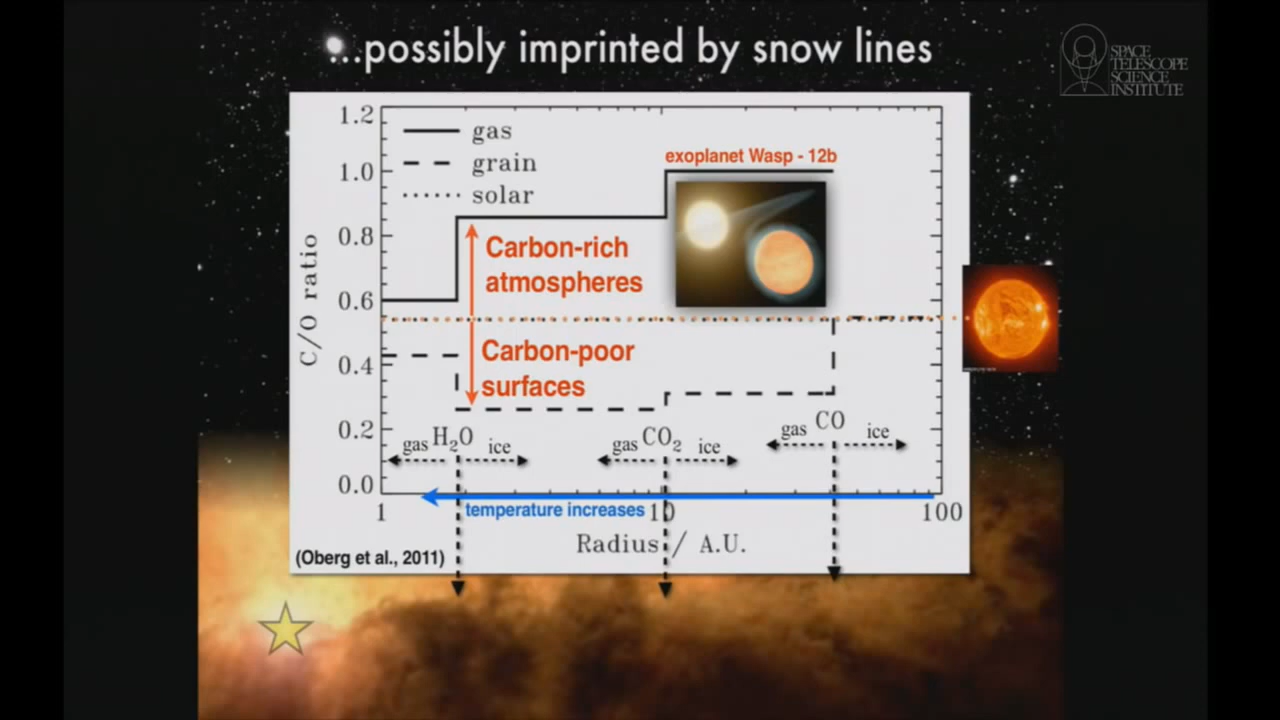 ...possibly imprinted by snow lines
SPACE
TELESCOPE
SCIENCE
INSTITUTE
1.2
1.0
0.8
0.6
0.4
0.2
0.0
C/O ratio
gas
grain
solar
exoplanet Wasp - 12b
Carbon-rich
atmospheres
Carbon-poor
surfaces
gas H₂O ice
gas CO₂ ice
gas CO ice
temperature increases
1 10 100
Radius / A.U.
(Oberg et al., 2011)